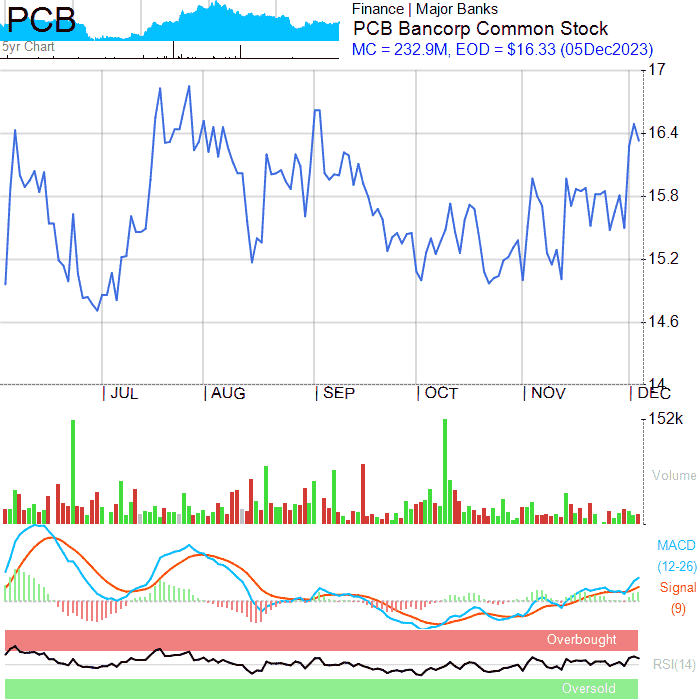 PCB
5yr Chart
Finance | Major Banks
PCB Bancorp Common Stock
MC = 232.9M, EOD = $16.33 (05Dec2023)
17
16.4
15.8
15.2
14.6
14
JUL
AUG
SEP
OCT
NOV
DEC
152k
Volume
MACD
(12-26)
Signal
(9)
Overbought
RSI(14)
Oversold